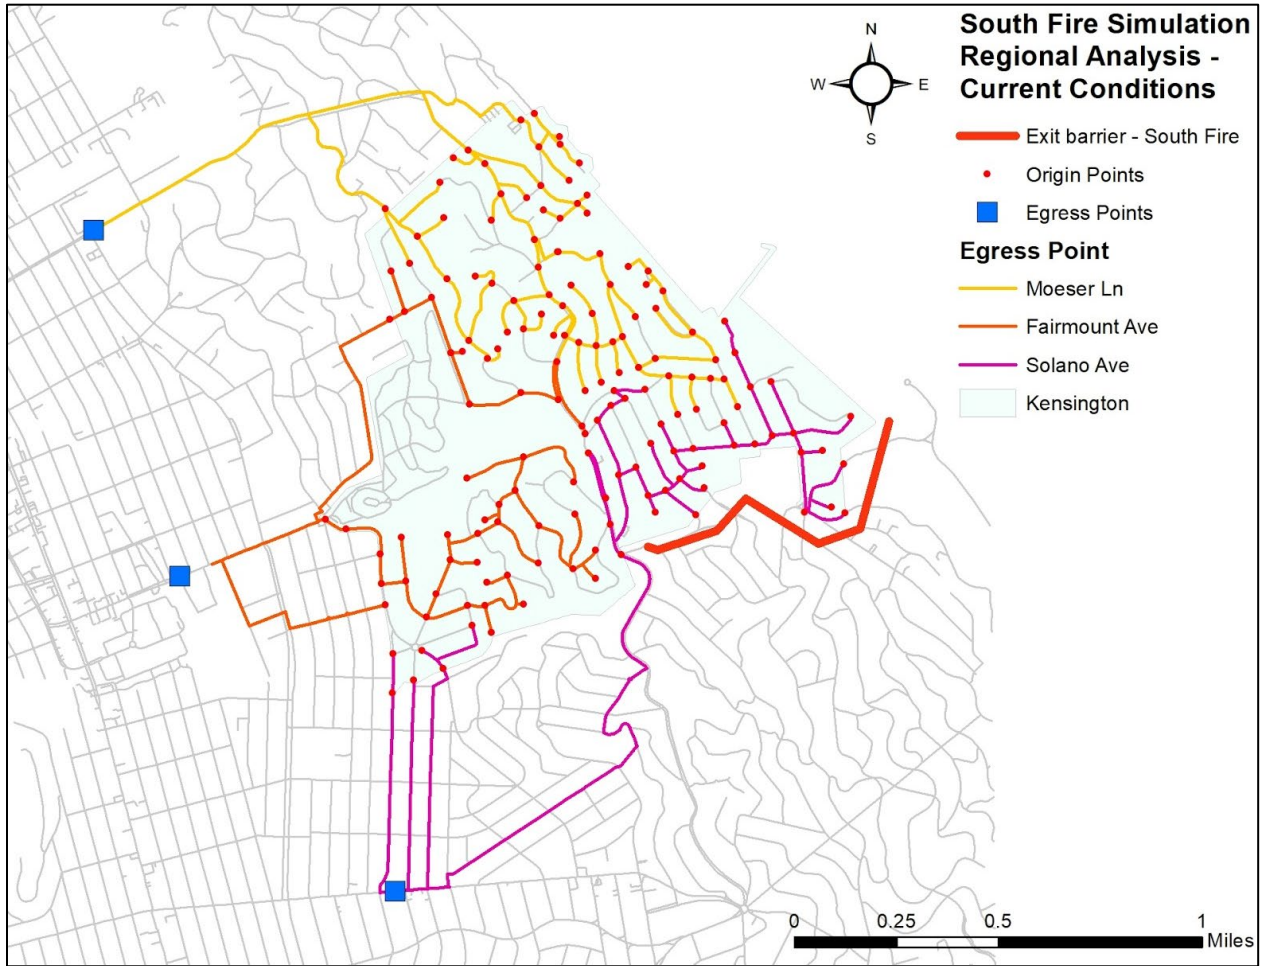 South Fire Simulation
Regional Analysis -
Current Conditions
N
W
E
S
Exit barrier - South Fire
Origin Points
Egress Points
Egress Point
Moeser Ln
Fairmount Ave
Solano Ave
Kensington
0 0.25 0.5 1
Miles